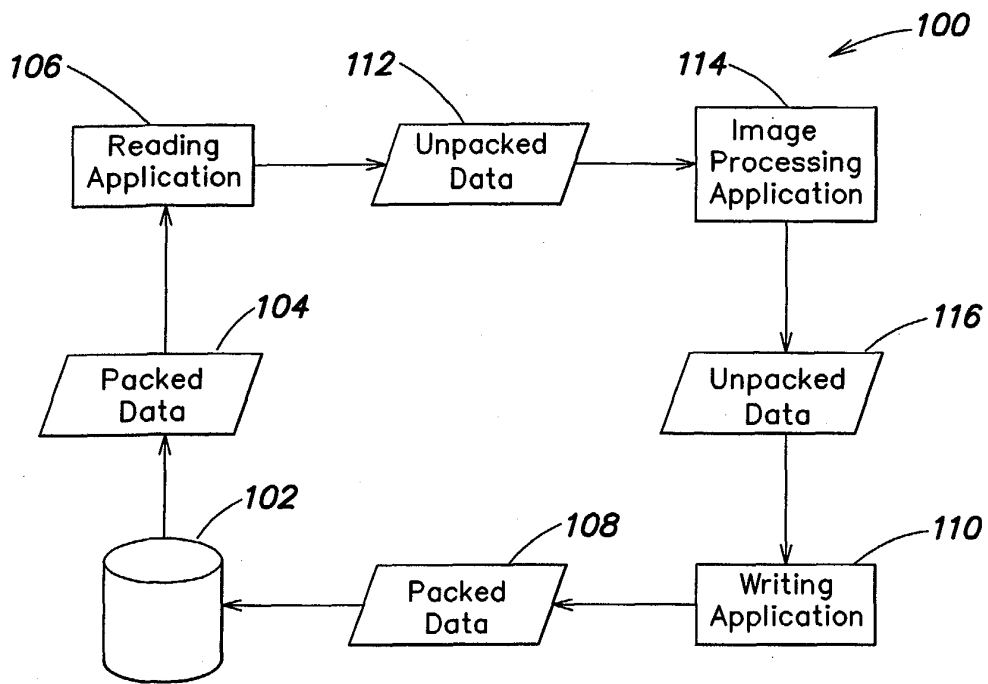 100
106
112
114
Reading
Application
Unpacked
Data
Image
Processing
Application
104
116
Packed
Data
Unpacked
Data
102
108
110
Packed
Data
Writing
Application